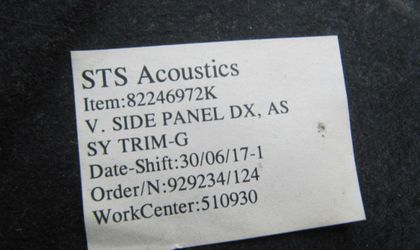 STS Acoustics
Item:82246972K
V. SIDE PANEL DX, AS
SY TRIM-G
Date-Shift:30/06/17-1
Order/N:929234/124
WorkCenter:510930